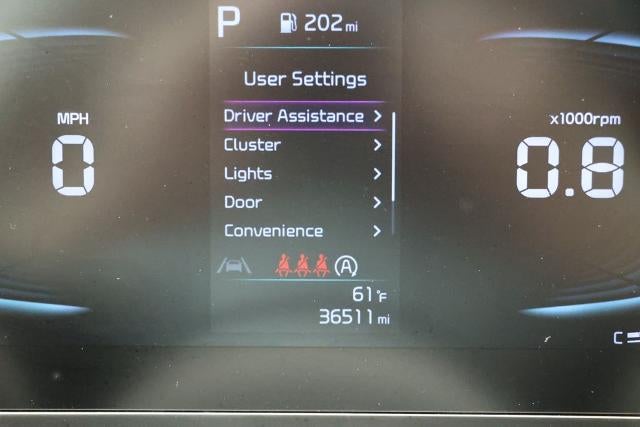 P 202 mi
User Settings
Driver Assistance >
MPH
x1000rpm
0
0.8
Cluster >
Lights >
Door >
Convenience >
A
61°F
36511 mi
C